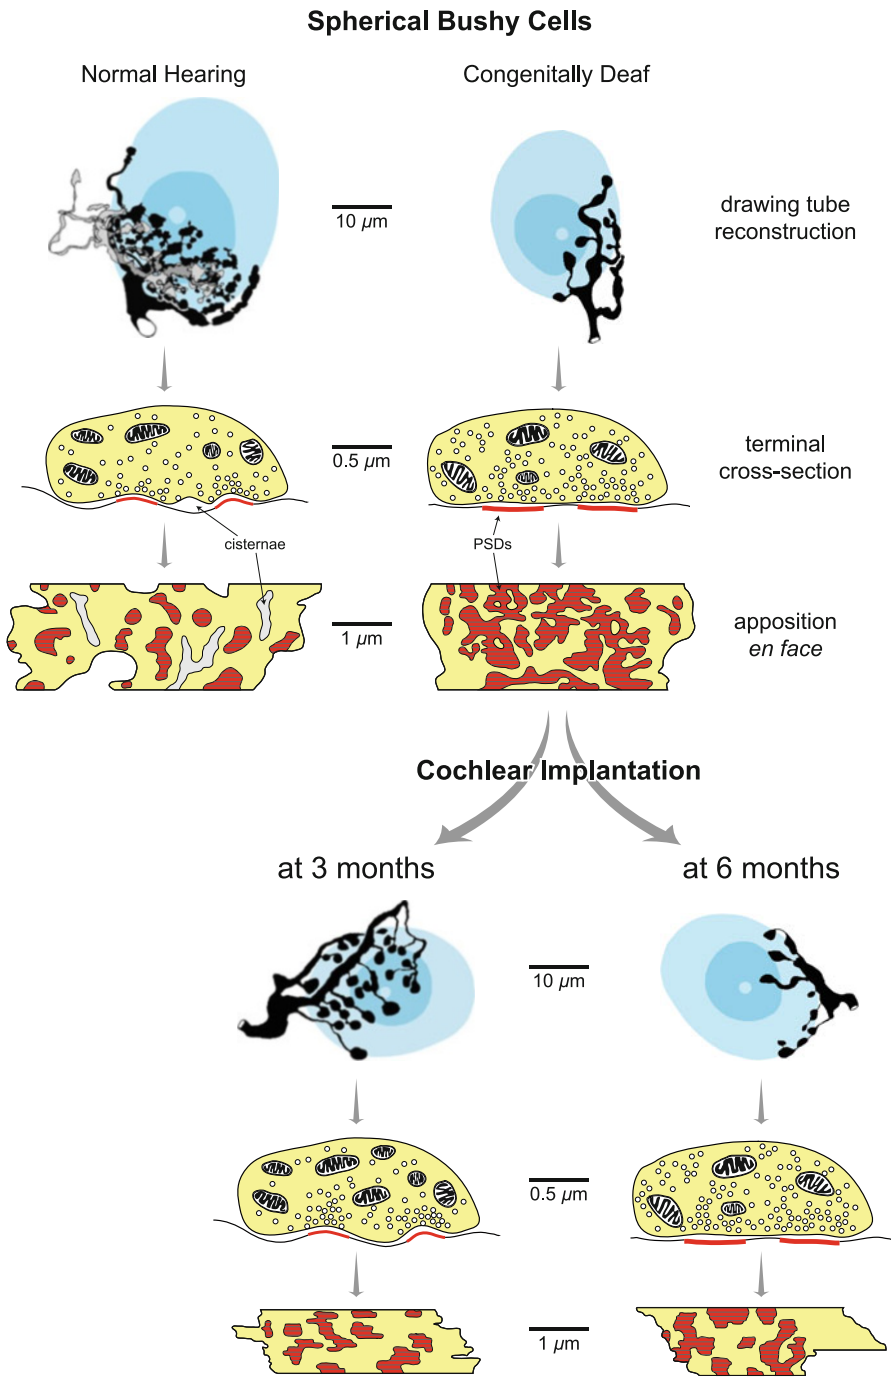 Spherical Bushy Cells
Normal Hearing
Congenitally Deaf
10 µm
drawing tube
reconstruction
0.5 µm
terminal
cross-section
cisternae
PSDs
1 µm
apposition
en face
Cochlear Implantation
at 3 months
at 6 months
10 µm
0.5 µm
1 µm